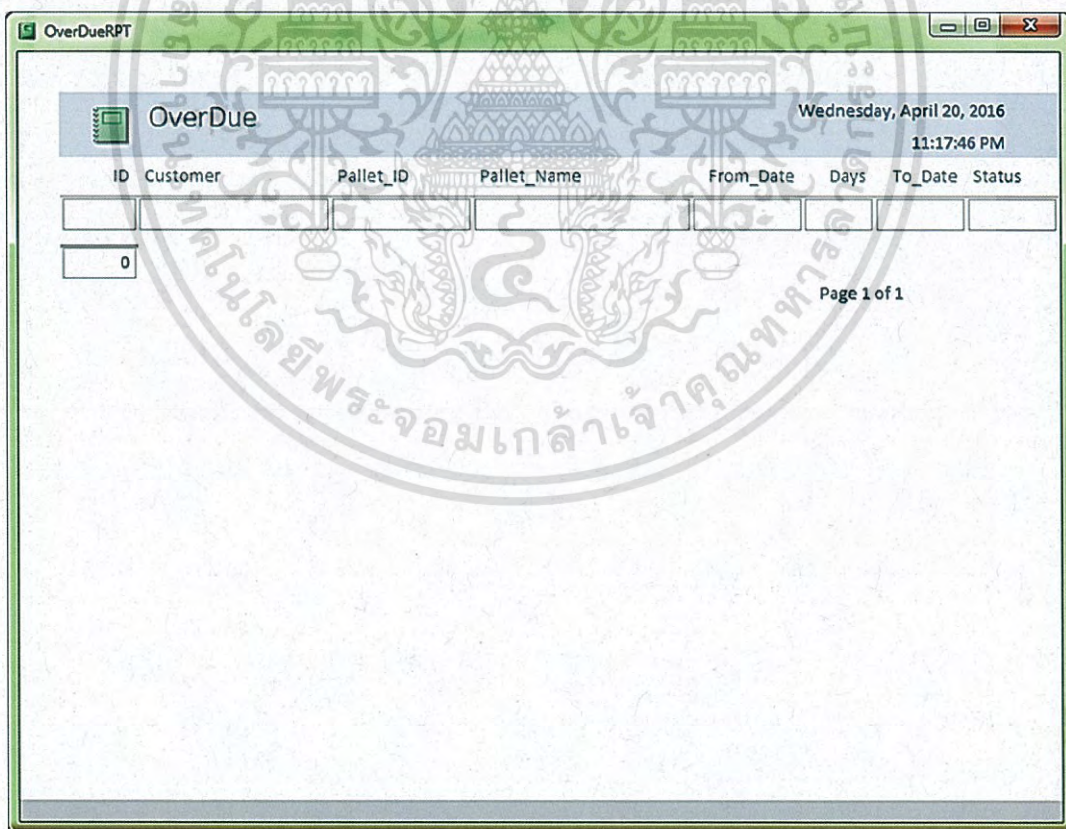 OverDueRPT
OverDue
Wednesday, April 20, 2016
11:17:46 PM
ID Customer Pallet_ID Pallet_Name From_Date Days To_Date Status
0
Page 1 of 1
พระจอมเกล้าเจ้าคุณทหาร